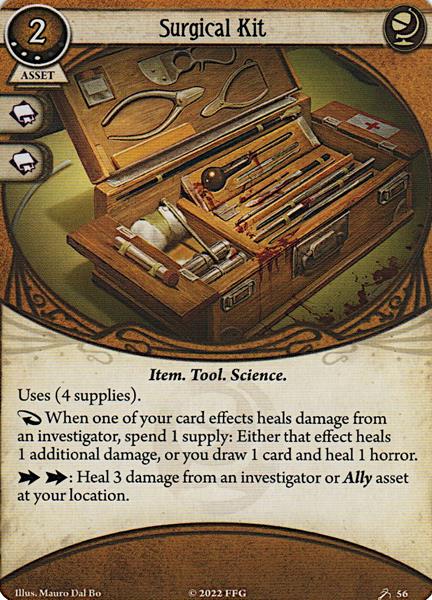 2
Surgical Kit
ASSET
Item. Tool. Science.
Uses (4 supplies).
When one of your card effects heals damage from
an investigator, spend 1 supply: Either that effect heals
1 additional damage, or you draw 1 card and heal 1 horror.
: Heal 3 damage from an investigator or Ally asset
at your location.
Illus. Mauro Dal Bo
© 2022 FFG
56